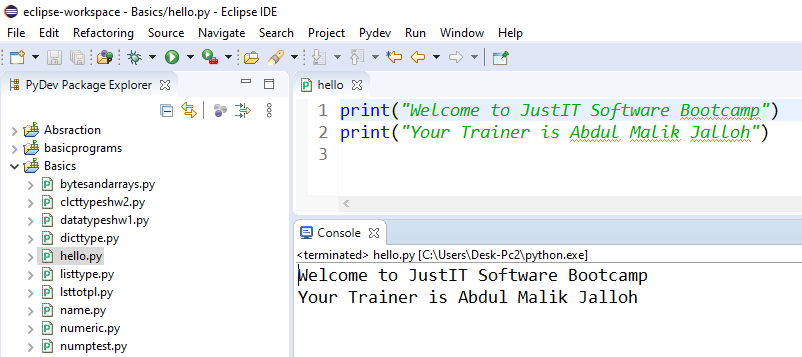 eclipse-workspace - Basics/hello.py - Eclipse IDE
File Edit Refactoring Source Navigate Search Project Pydev Run Window Help
PyDev Package Explorer
Absraction
basicprograms
Basics
bytesandarrays.py
clcttypeshw2.py
datatypeshw1.py
dicttype.py
hello.py
listtype.py
lsttotpl.py
name.py
numeric.py
numptest.py
hello
1 print("Welcome to JustIT Software Bootcamp")
2 print("Your Trainer is Abdul Malik Jalloh")
3
Console
<terminated> hello.py [C:\Users\Desk-Pc2\python.exe]
Welcome to JustIT Software Bootcamp
Your Trainer is Abdul Malik Jalloh